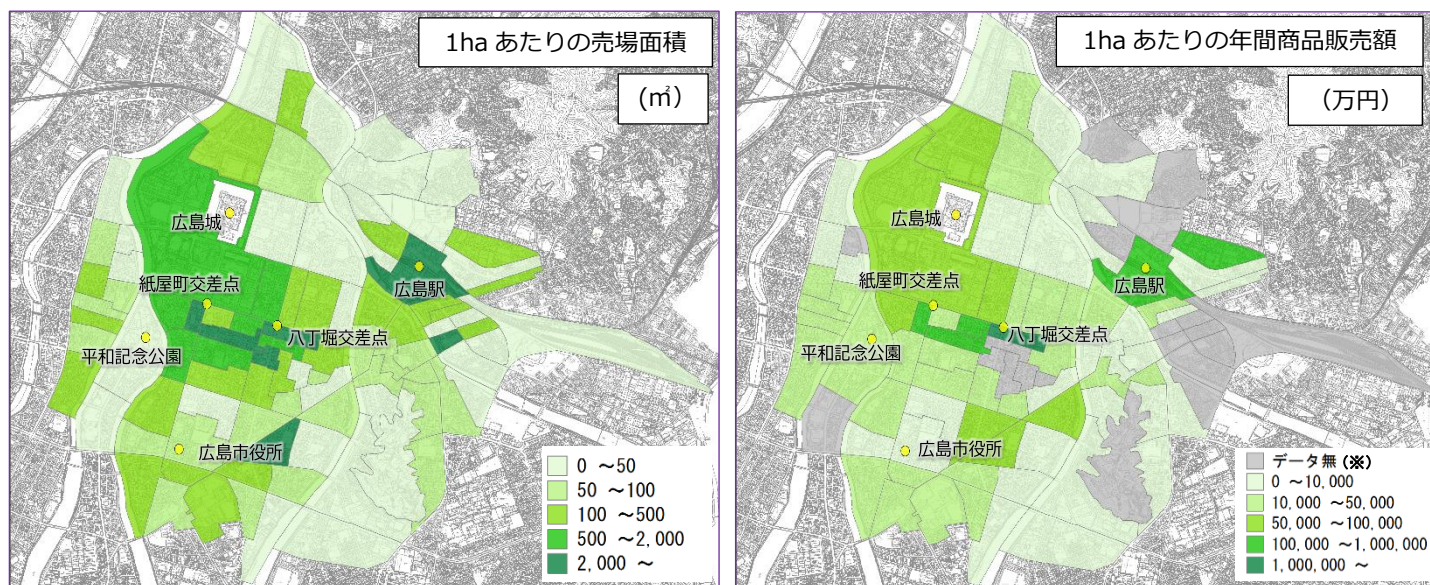 1ha あたりの売場面積
(㎡)
広島城
紙屋町交差点
広島駅
八丁堀交差点
平和記念公園
広島市役所
0 ~50
50 ~100
100 ~500
500 ~2,000
2,000 ~
1ha あたりの年間商品販売額
(万円)
広島城
紙屋町交差点
広島駅
八丁堀交差点
平和記念公園
広島市役所
データ無 (※)
0 ~10,000
10,000 ~50,000
50,000 ~100,000
100,000 ~1,000,000
1,000,000 ~